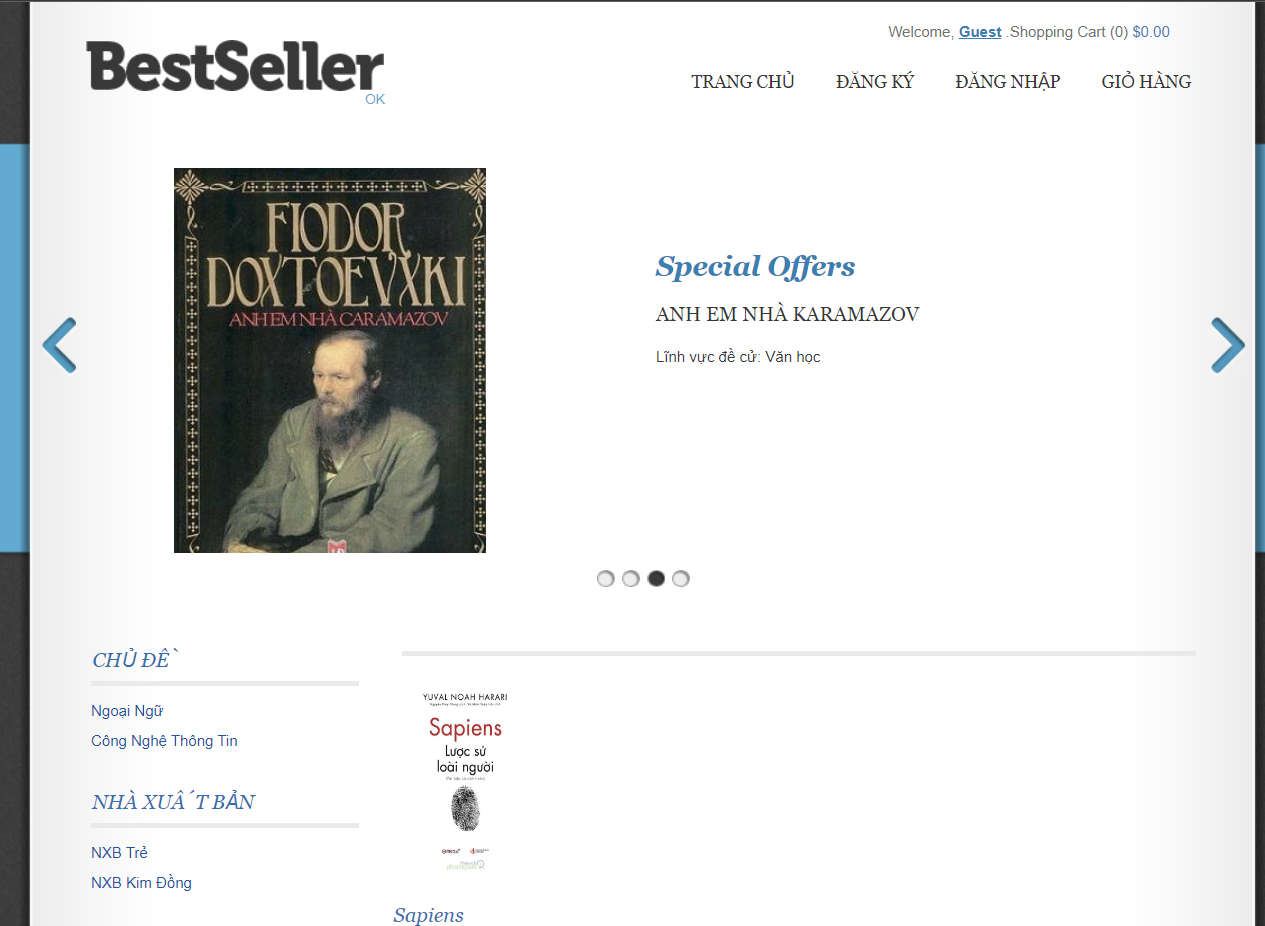 Welcome, Guest .Shopping Cart (0) $0.00
BestSeller
OK
TRANG CHỦ ĐĂNG KÝ ĐĂNG NHẬP GIỎ HÀNG
FIODOR
DOXTOEVXKI
ANH EM NHÀ CARAMAZOV
Special Offers
ANH EM NHÀ KARAMAZOV
Lĩnh vực đề cử: Văn học
CHỦ ĐỀ
Ngoại Ngữ
Công Nghệ Thông Tin
NHÀ XUẤT BẢN
NXB Trẻ
NXB Kim Đồng
YUVAL NOAH HARARI
Sapiens
Lược sử
loài người
Sapiens